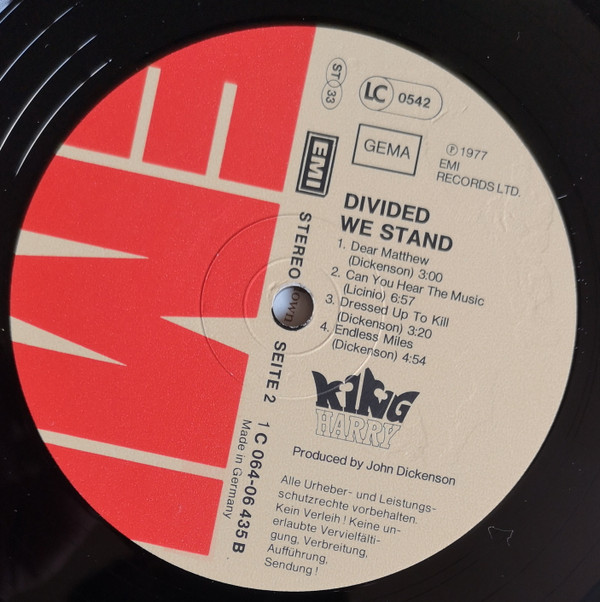 ST 33
LC 0542
GEMA
EMI
℗ 1977
EMI
RECORDS LTD.
DIVIDED
WE STAND
1. Dear Matthew
(Dickenson) 3:00
2. Can You Hear The Music
(Licinio) 6:57
3. Dressed Up To Kill
(Dickenson) 3:20
4. Endless Miles
(Dickenson) 4:54
STEREO
SEITE 2
1 C 064-06 435 B
Made in Germany
KING
HARRY
Produced by John Dickenson
Alle Urheber- und Leistungs-
schutzrechte vorbehalten.
Kein Verleih! Keine un-
erlaubte Vervielfälti-
gung, Verbreitung,
Aufführung,
Sendung!
EMI